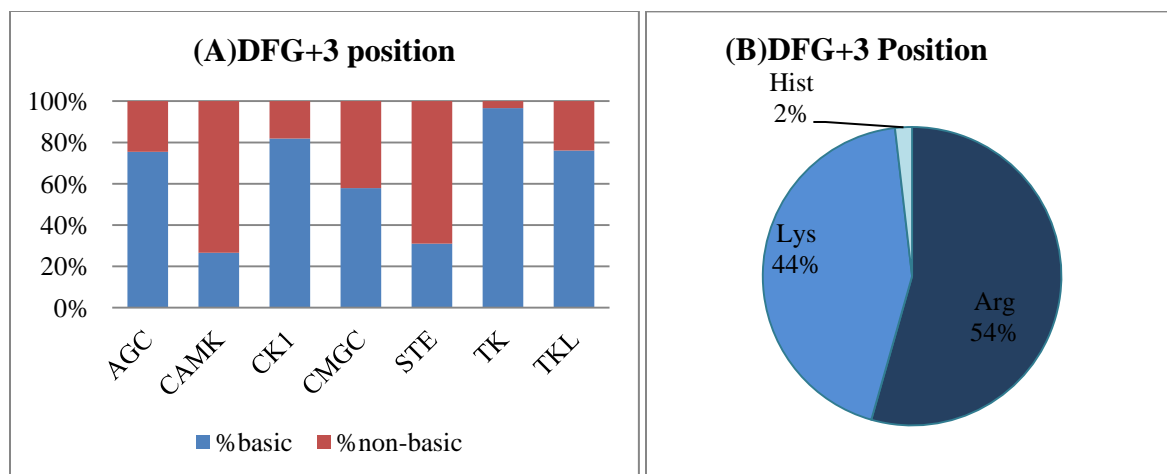 (A)DFG+3 position
100%
80%
60%
40%
20%
0%
AGC
CAMK
CK1
CMGC
STE
TK
TKL
%basic
%non-basic
(B)DFG+3 Position
Hist
2%
Lys
44%
Arg
54%